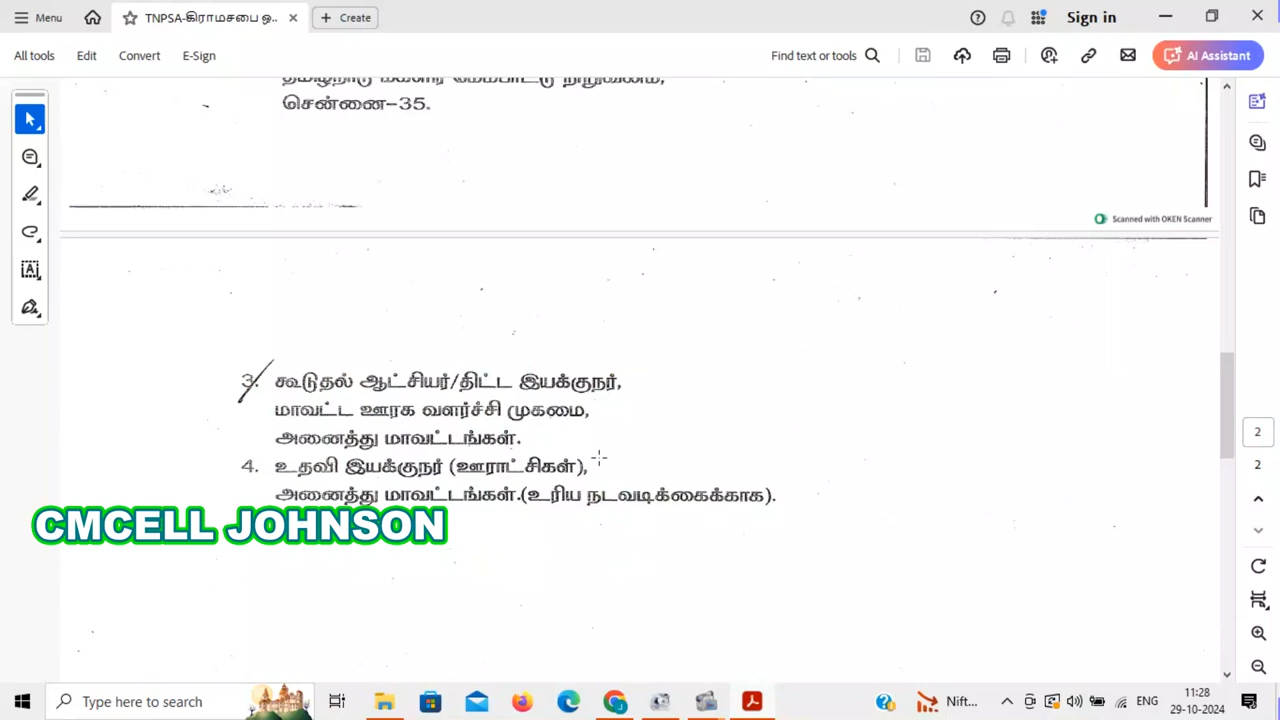 Menu
TNPSA-கிராமசபை ஒ..
Create
Sign in
All tools
Edit
Convert
E-Sign
Find text or tools
AI Assistant
தமிழ்நாடு மகளிர் மேம்பாட்டு நிறுவனம்,
சென்னை-35.
Scanned with OKEN Scanner
3. கூடுதல் ஆட்சியர்/திட்ட இயக்குநர்,
மாவட்ட ஊரக வளர்ச்சி முகமை,
அனைத்து மாவட்டங்கள்.
4. உதவி இயக்குநர் (ஊராட்சிகள்),
அனைத்து மாவட்டங்கள்.(உரிய நடவடிக்கைக்காக).
CMCELL JOHNSON
2
2
Type here to search
Nift...
ENG
11:28
29-10-2024